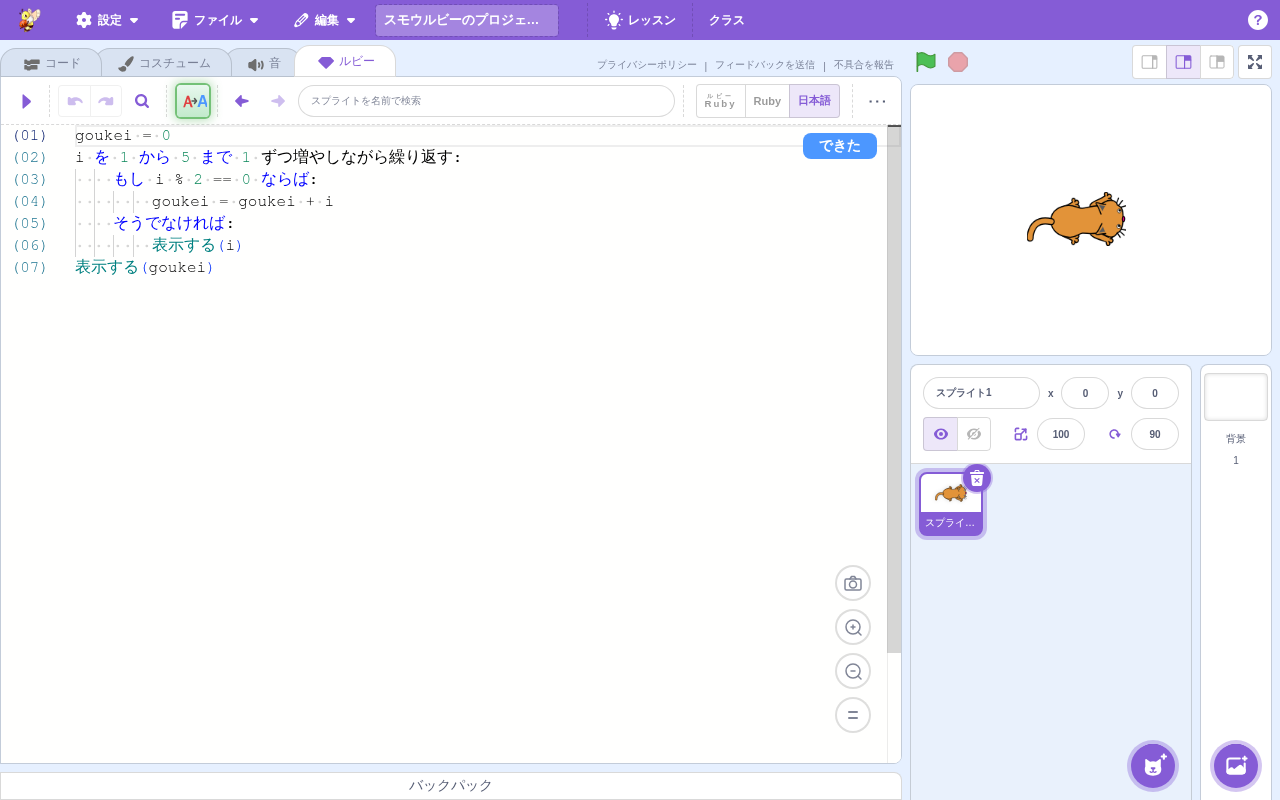 設定 ファイル 編集 スモウルビーのプロジェ… レッスン クラス ?
コード コスチューム 音 ルビー プライバシーポリシー | フィードバックを送信 | 不具合を報告
A→A スプライトを名前で検索 ルビー Ruby Ruby 日本語 …
(01) goukei = 0
(02) i を 1 から 5 まで 1 ずつ増やしながら繰り返す:
(03) もし i % 2 == 0 ならば:
(04) goukei = goukei + i
(05) そうでなければ:
(06) 表示する(i)
(07) 表示する(goukei)
できた
スプライト1 x 0 y 0
100 90
スプライ…
背景
1
バックパック